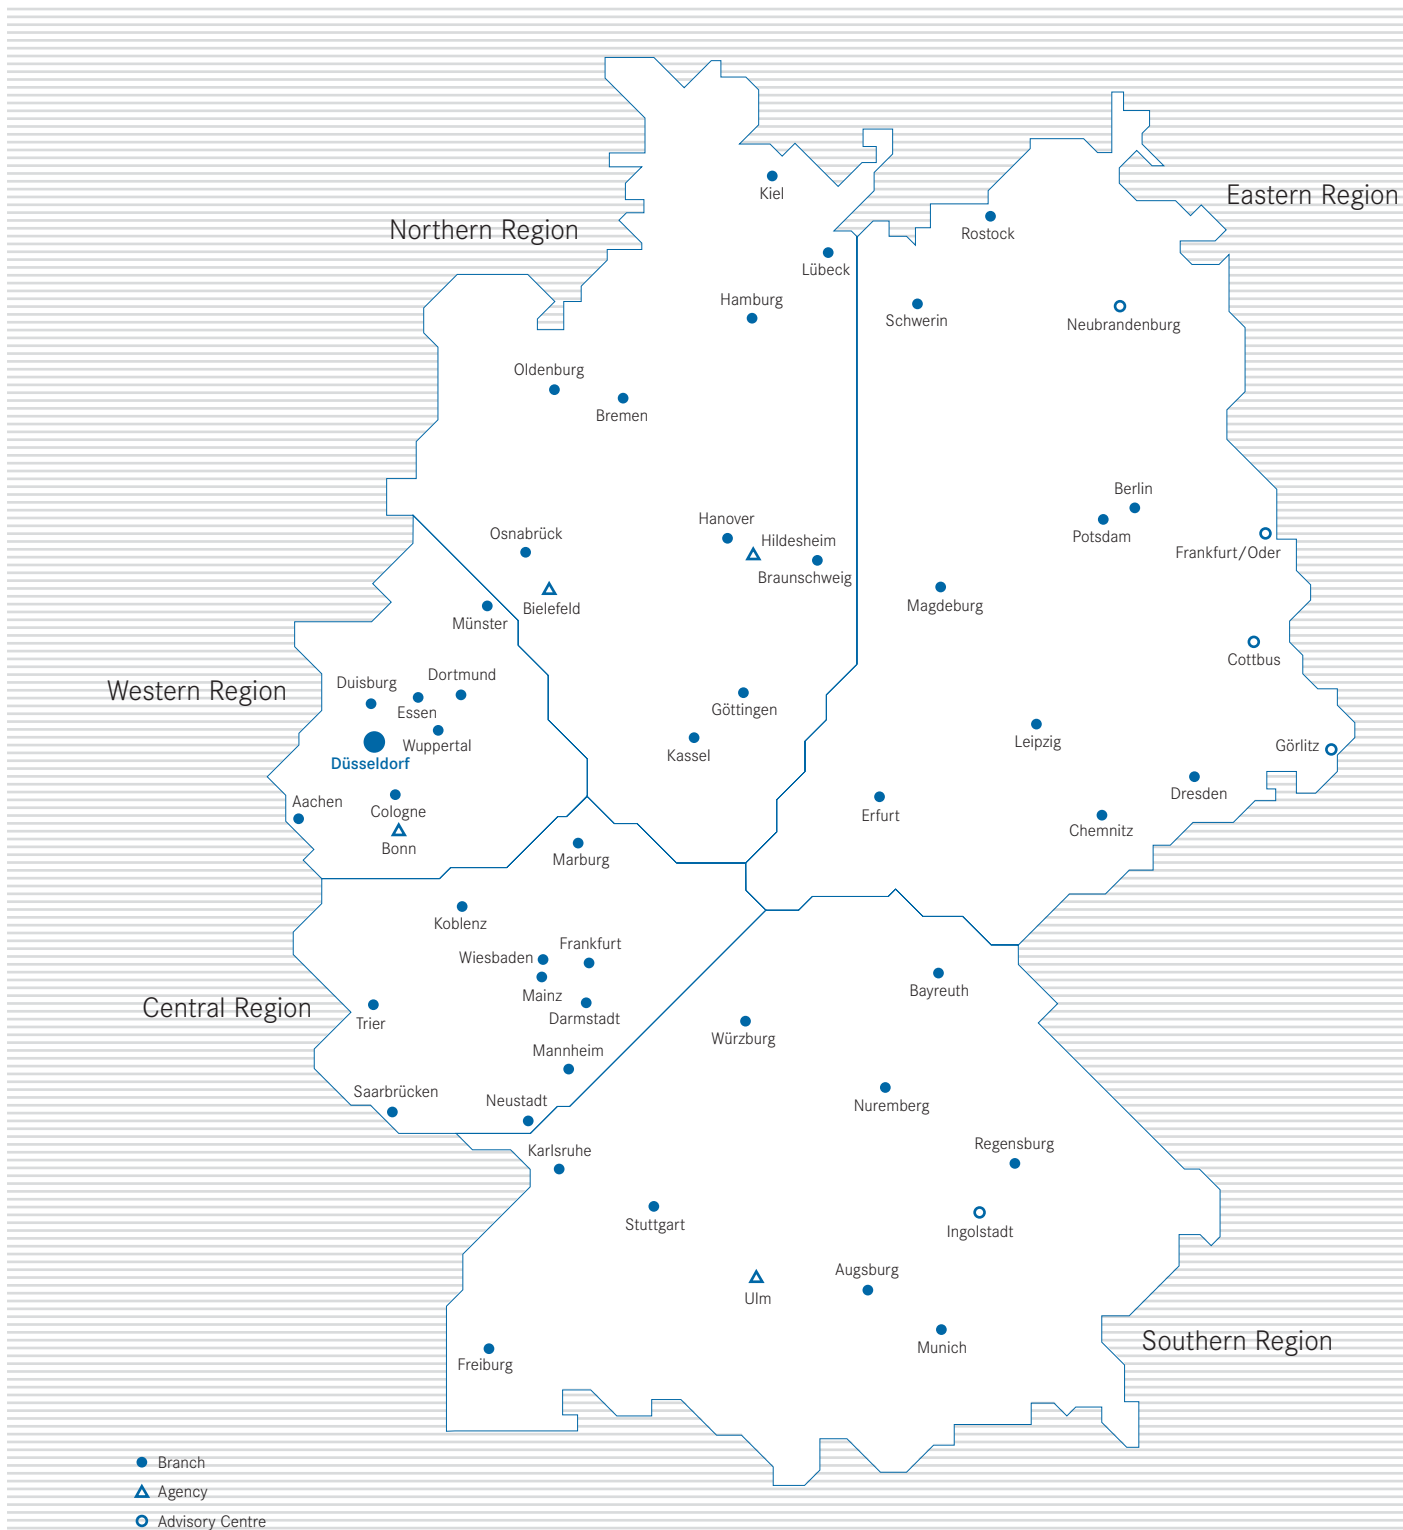 Eastern Region
Kiel
Northern Region
Rostock
Lübeck
Hamburg
Schwerin
Neubrandenburg
Oldenburg
Bremen
Berlin
Hanover
Osnabrück
Potsdam
Hildesheim
Frankfurt/Oder
Braunschweig
Bielefeld
Magdeburg
Münster
Cottbus
Dortmund
Duisburg
Western Region
Göttingen
Essen
Leipzig
Wuppertal
Görlitz
Kassel
Düsseldorf
Dresden
Aachen
Cologne
Erfurt
Chemnitz
Bonn
Marburg
Koblenz
Frankfurt
Wiesbaden
Bayreuth
Mainz
Central Region
Darmstadt
Trier
Würzburg
Mannheim
Saarbrücken
Neustadt
Nuremberg
Regensburg
Karlsruhe
Stuttgart
Ingolstadt
Augsburg
Ulm
Southern Region
Munich
Freiburg
Branch
Agency
Advisory Centre